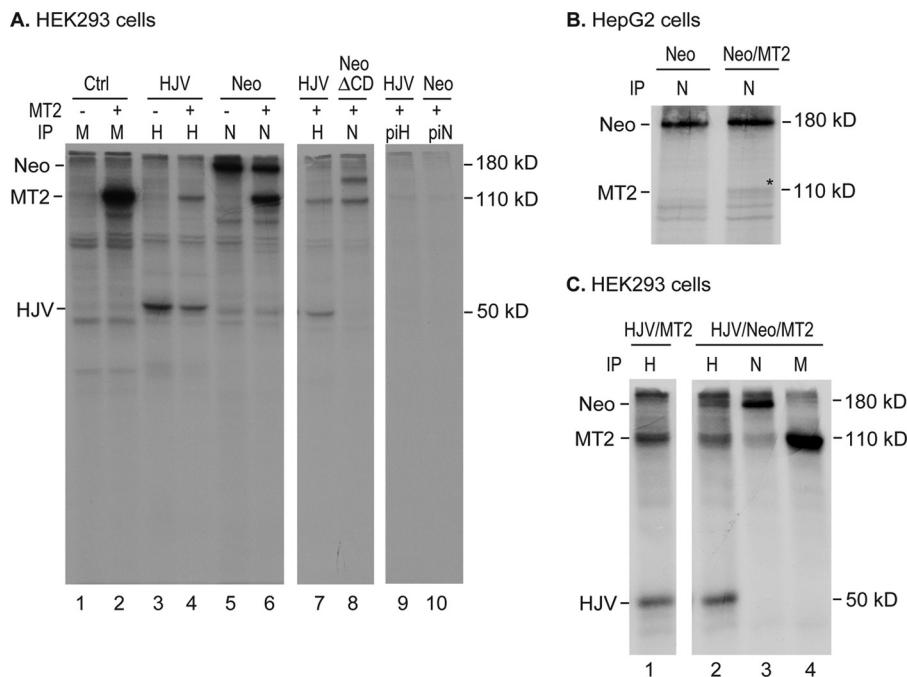 A. HEK293 cells
Ctrl HJV Neo HJV Neo ΔCD HJV Neo
MT2 - + - + - + + + + +
IP M M H H N N H N piH piN
Neo 180 kD
MT2 110 kD
HJV 50 kD
1 2 3 4 5 6 7 8 9 10
B. HepG2 cells
Neo Neo/MT2
IP N N
Neo 180 kD
*
MT2 110 kD
C. HEK293 cells
HJV/MT2 HJV/Neo/MT2
IP H H N M
Neo 180 kD
MT2 110 kD
HJV 50 kD
1 2 3 4